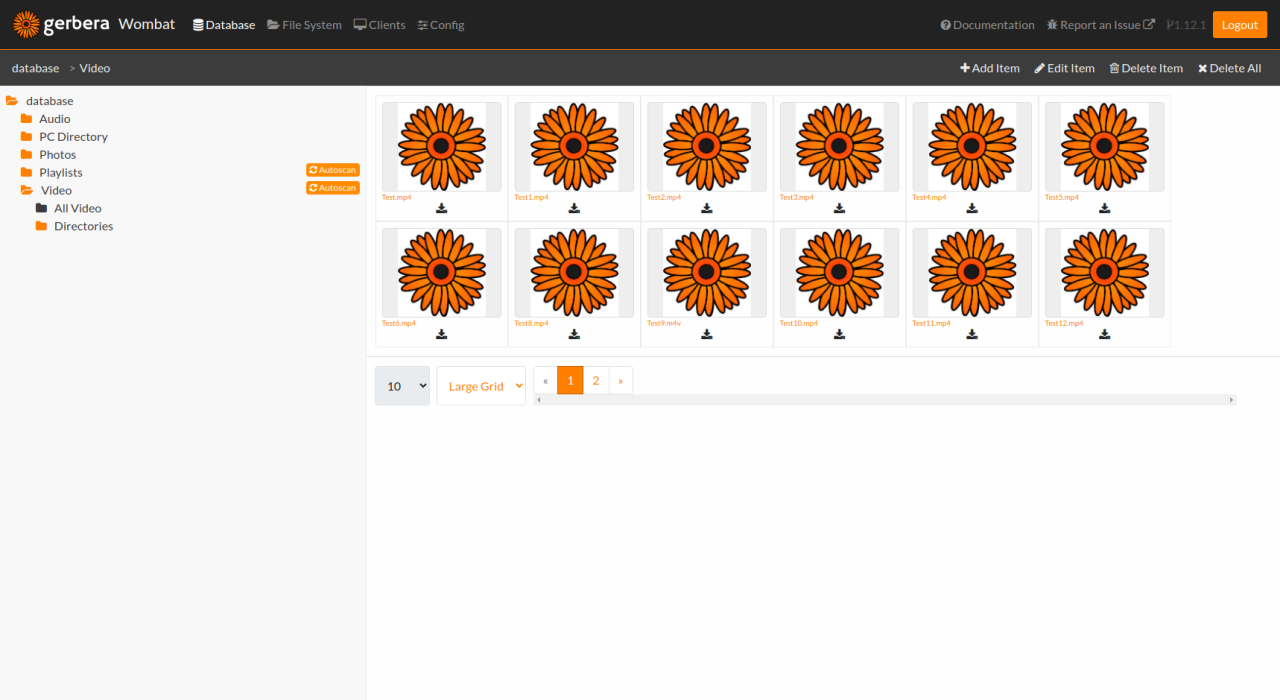 gerbera Wombat Database File System Clients Config Documentation Report an Issue 1.12.1 Logout
database > Video Add Item Edit Item Delete Item Delete All
database
Audio
PC Directory
Photos
Playlists Autoscan
Video Autoscan
All Video
Directories
Test.mp4 Test1.mp4 Test2.mp4 Test3.mp4 Test4.mp4 Test5.mp4
Test6.mp4 Test8.mp4 Test9.m4v Test10.mp4 Test11.mp4 Test12.mp4
10 Large Grid « 1 2 »